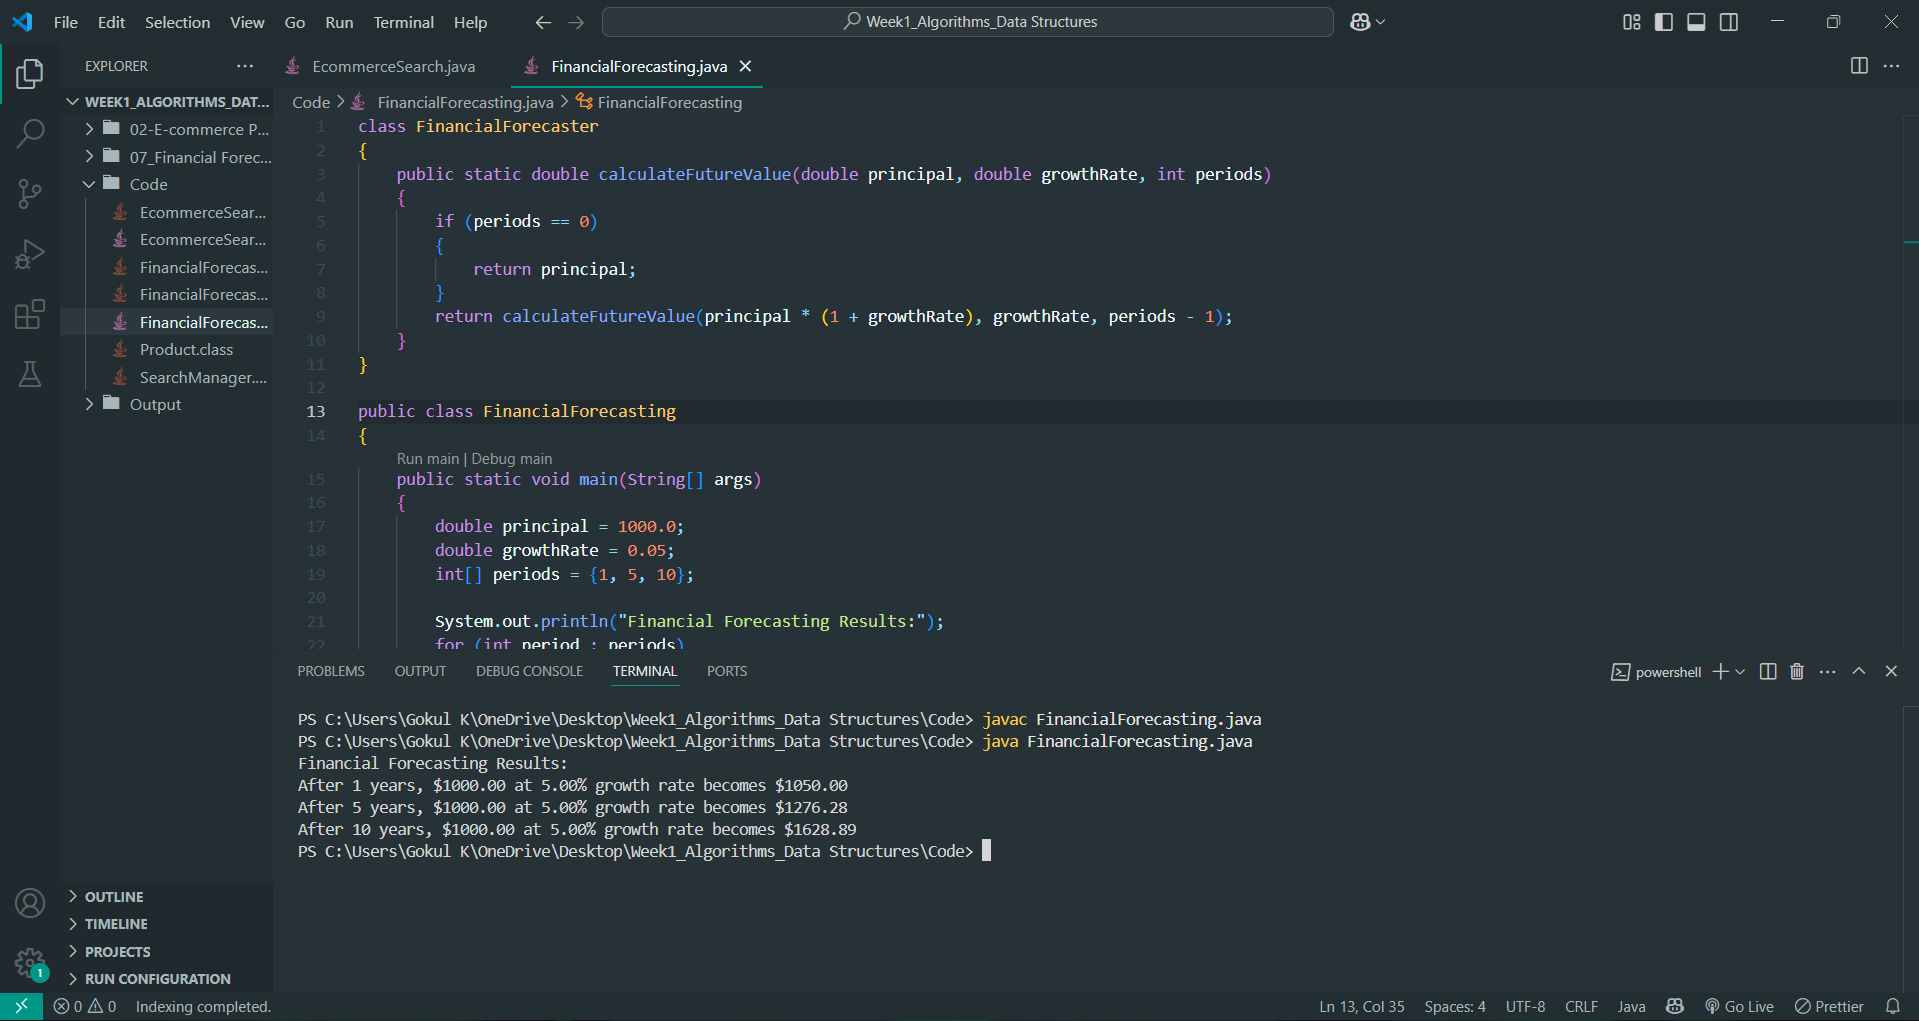 File Edit Selection View Go Run Terminal Help
Week1_Algorithms_Data Structures
EXPLORER
WEEK1_ALGORITHMS_DAT...
02-E-commerce P...
07_Financial Forec...
Code
EcommerceSear...
EcommerceSear...
FinancialForecas...
FinancialForecas...
FinancialForecas...
Product.class
SearchManager....
Output
OUTLINE
TIMELINE
PROJECTS
RUN CONFIGURATION
1
EcommerceSearch.java FinancialForecasting.java
Code > FinancialForecasting.java > FinancialForecasting
1 class FinancialForecaster
2 {
3 public static double calculateFutureValue(double principal, double growthRate, int periods)
4 {
5 if (periods == 0)
6 {
7 return principal;
8 }
9 return calculateFutureValue(principal * (1 + growthRate), growthRate, periods - 1);
10 }
11 }
12
13 public class FinancialForecasting
14 {
Run main | Debug main
15 public static void main(String[] args)
16 {
17 double principal = 1000.0;
18 double growthRate = 0.05;
19 int[] periods = {1, 5, 10};
20
21 System.out.println("Financial Forecasting Results:");
22 for (int period : periods)
PROBLEMS OUTPUT DEBUG CONSOLE TERMINAL PORTS
powershell
PS C:\Users\Gokul K\OneDrive\Desktop\Week1_Algorithms_Data Structures\Code> javac FinancialForecasting.java
PS C:\Users\Gokul K\OneDrive\Desktop\Week1_Algorithms_Data Structures\Code> java FinancialForecasting.java
Financial Forecasting Results:
After 1 years, $1000.00 at 5.00% growth rate becomes $1050.00
After 5 years, $1000.00 at 5.00% growth rate becomes $1276.28
After 10 years, $1000.00 at 5.00% growth rate becomes $1628.89
PS C:\Users\Gokul K\OneDrive\Desktop\Week1_Algorithms_Data Structures\Code>
0 0 Indexing completed. Ln 13, Col 35 Spaces: 4 UTF-8 CRLF Java Go Live Prettier